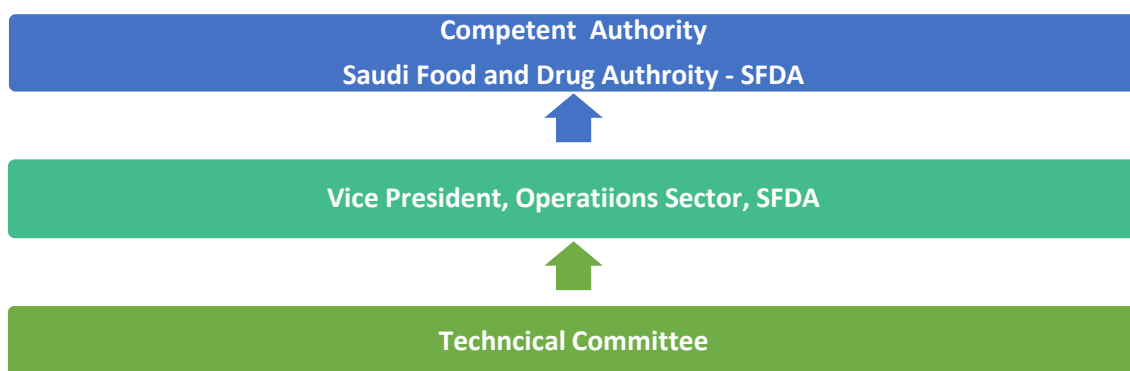 Competent Authority
Saudi Food and Drug Authroity - SFDA
Vice President, Operatiions Sector, SFDA
Techncical Committee